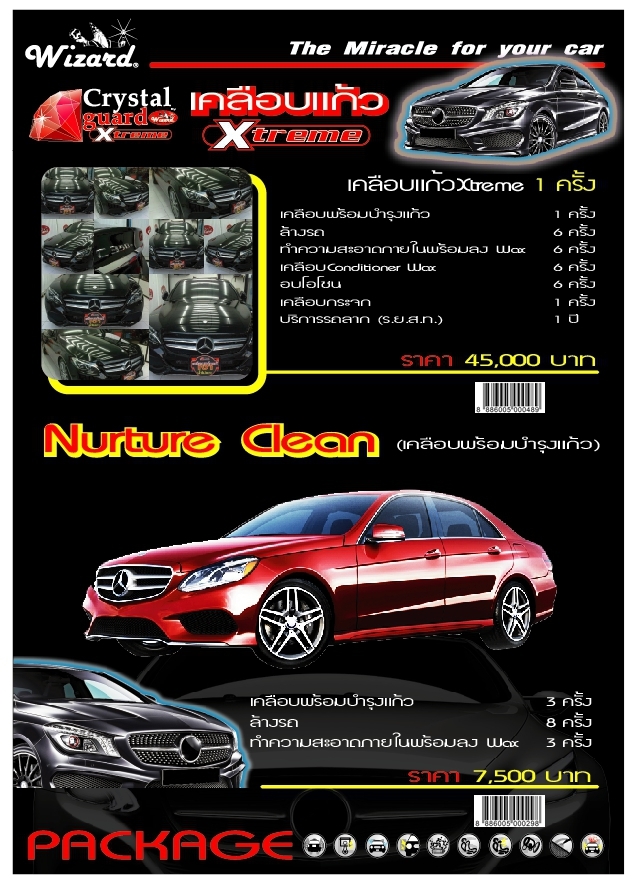 Wizard®
The Miracle for your car
Crystal guard Xtreme
by Wizard
เคลือบแก้ว
Xtreme
เคลือบแก้วXtreme 1 ครั้ง
เคลือบพร้อมบำรุงแก้ว 1 ครั้ง
ล้างรถ 6 ครั้ง
ทำความสะอาดภายในพร้อมลง Wax 6 ครั้ง
เคลือบConditioner Wax 6 ครั้ง
อบโอโซน 6 ครั้ง
เคลือบกระจก 1 ครั้ง
บริการรถลาก (ร.ย.ส.ท.) 1 ปี
ราคา 45,000 บาท
8 886005 000489
Nurture Clean (เคลือบพร้อมบำรุงแก้ว)
เคลือบพร้อมบำรุงแก้ว 3 ครั้ง
ล้างรถ 8 ครั้ง
ทำความสะอาดภายในพร้อมลง Wax 3 ครั้ง
ราคา 7,500 บาท
8 886005 000298
PACKAGE